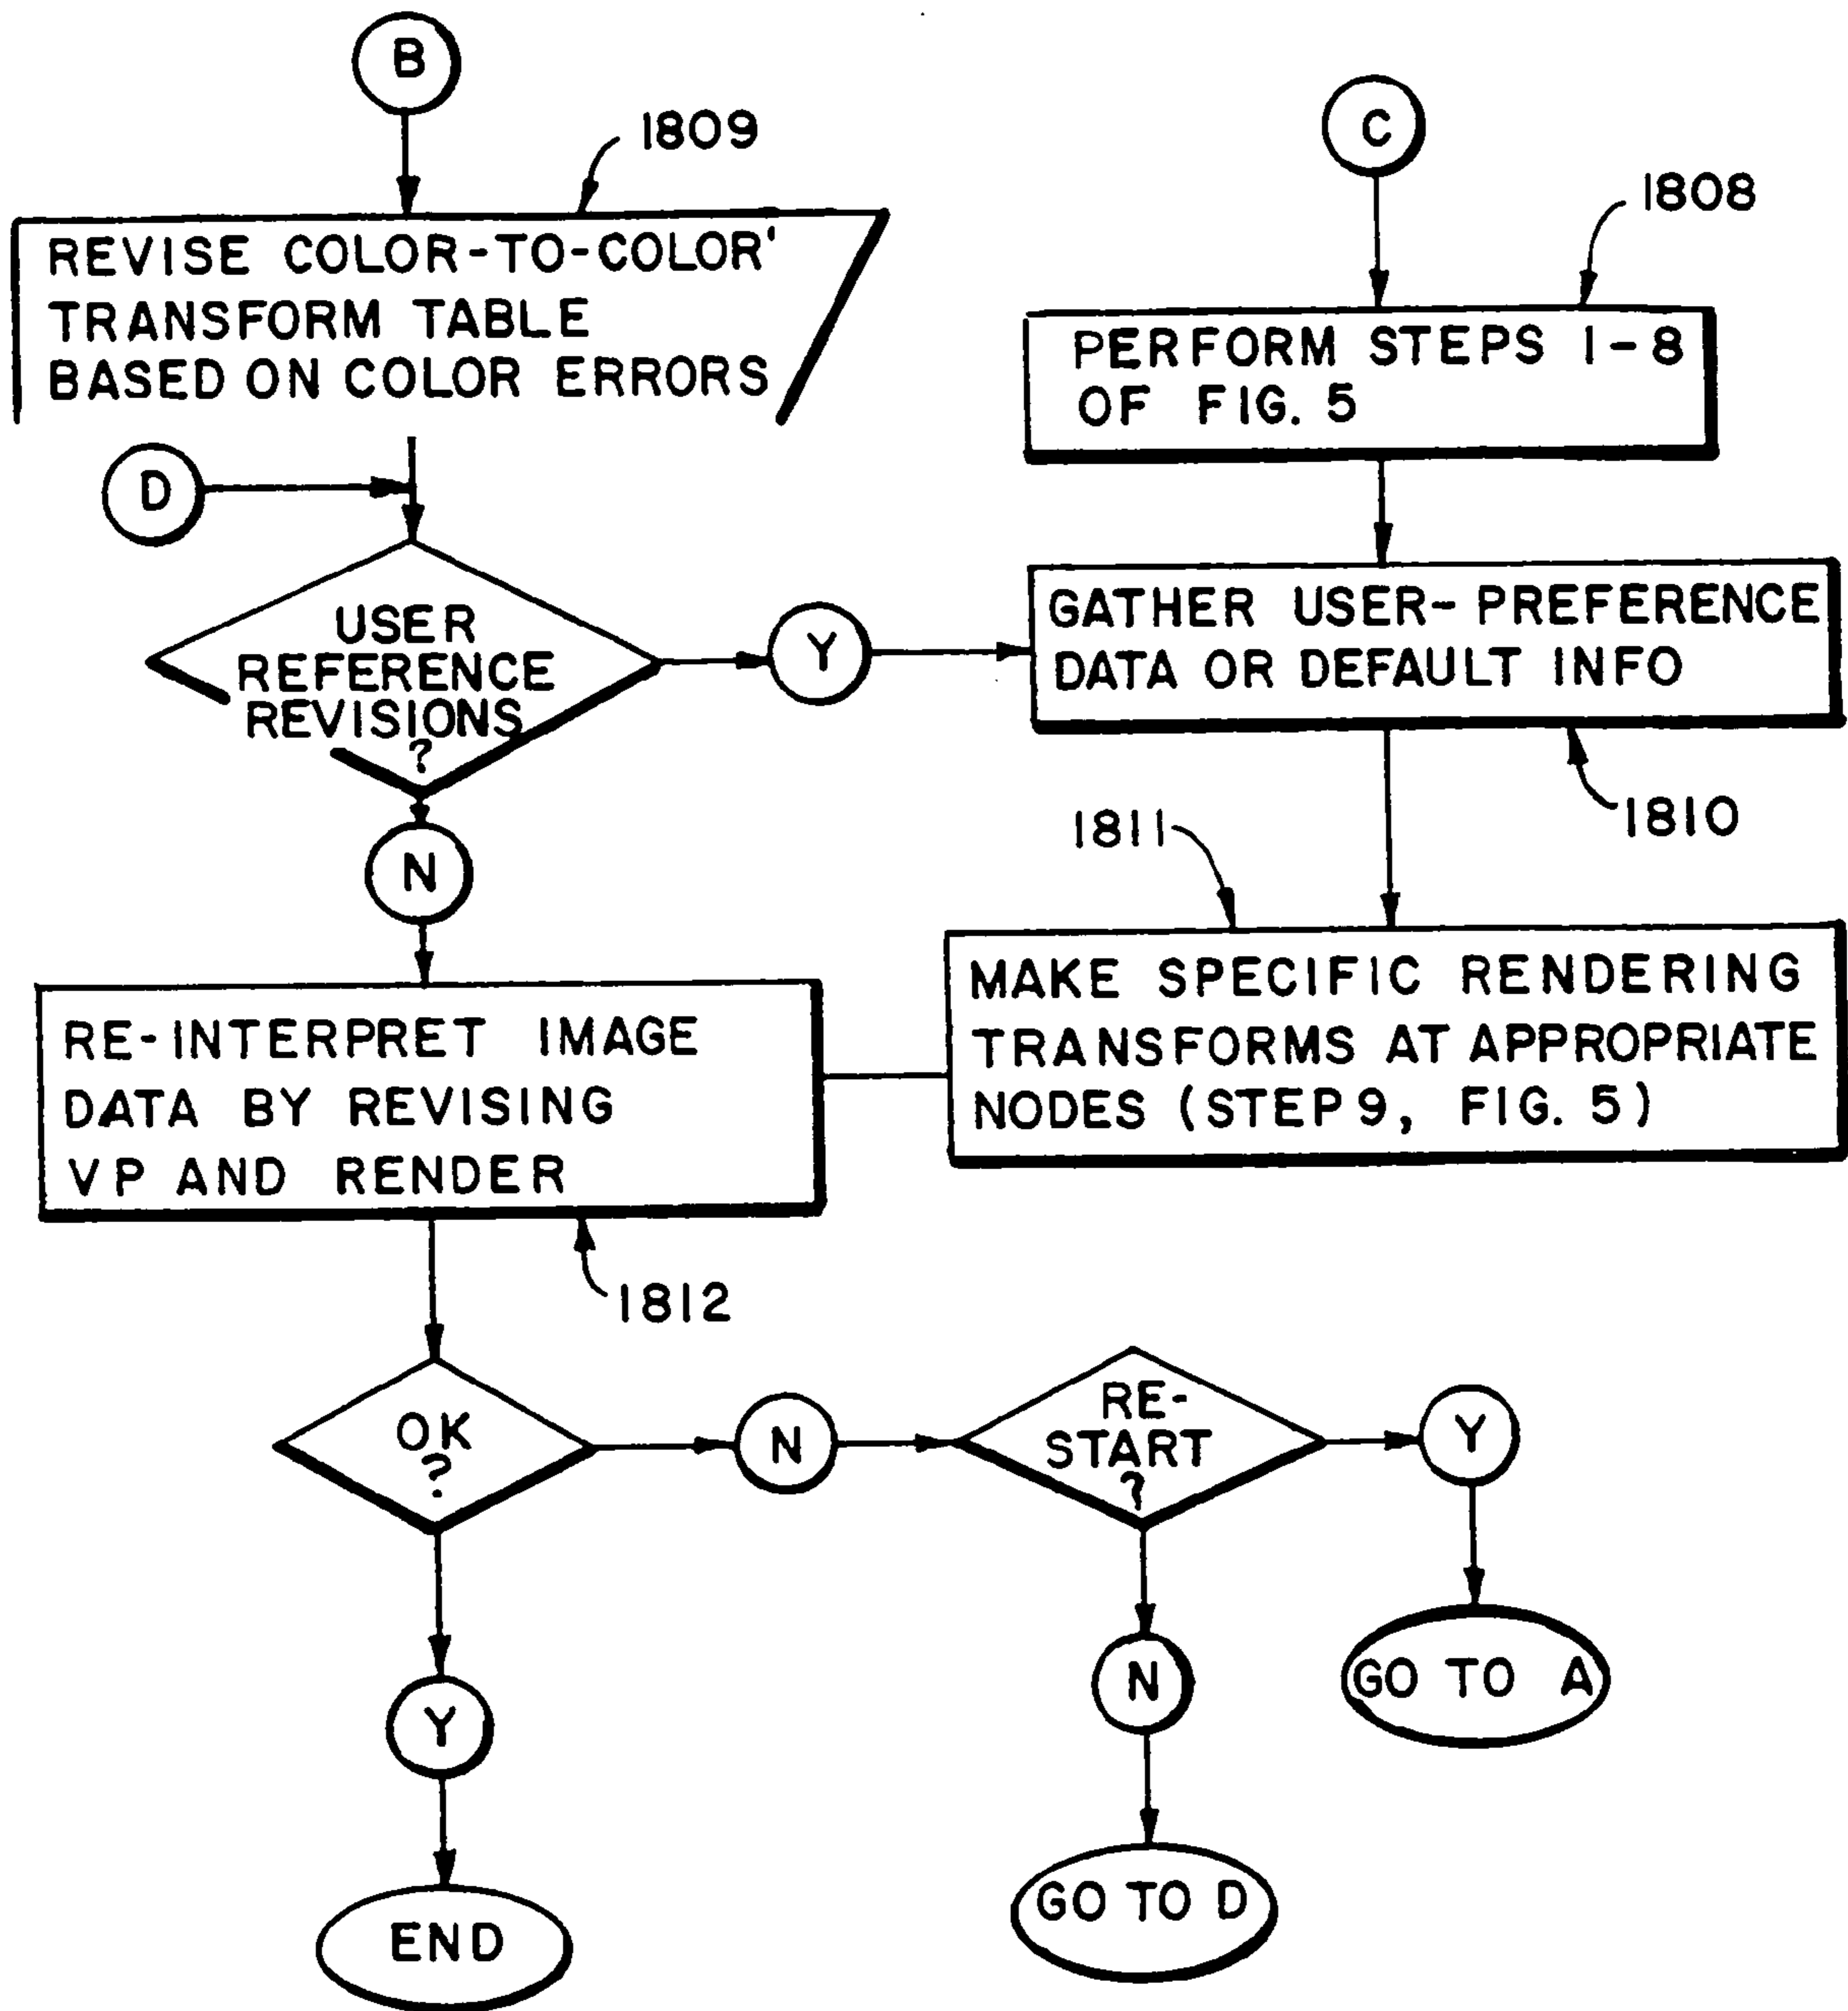 B
1809
REVISE COLOR-TO-COLOR'
TRANSFORM TABLE
BASED ON COLOR ERRORS
C
1808
PERFORM STEPS 1-8
OF FIG. 5
D
USER
REFERENCE
REVISIONS
?
Y
GATHER USER-PREFERENCE
DATA OR DEFAULT INFO
1810
N
1811
MAKE SPECIFIC RENDERING
TRANSFORMS AT APPROPRIATE
NODES (STEP 9, FIG. 5)
RE-INTERPRET IMAGE
DATA BY REVISING
VP AND RENDER
1812
OK
?
N
RE-
START
?
Y
GO TO A
N
GO TO D
Y
END